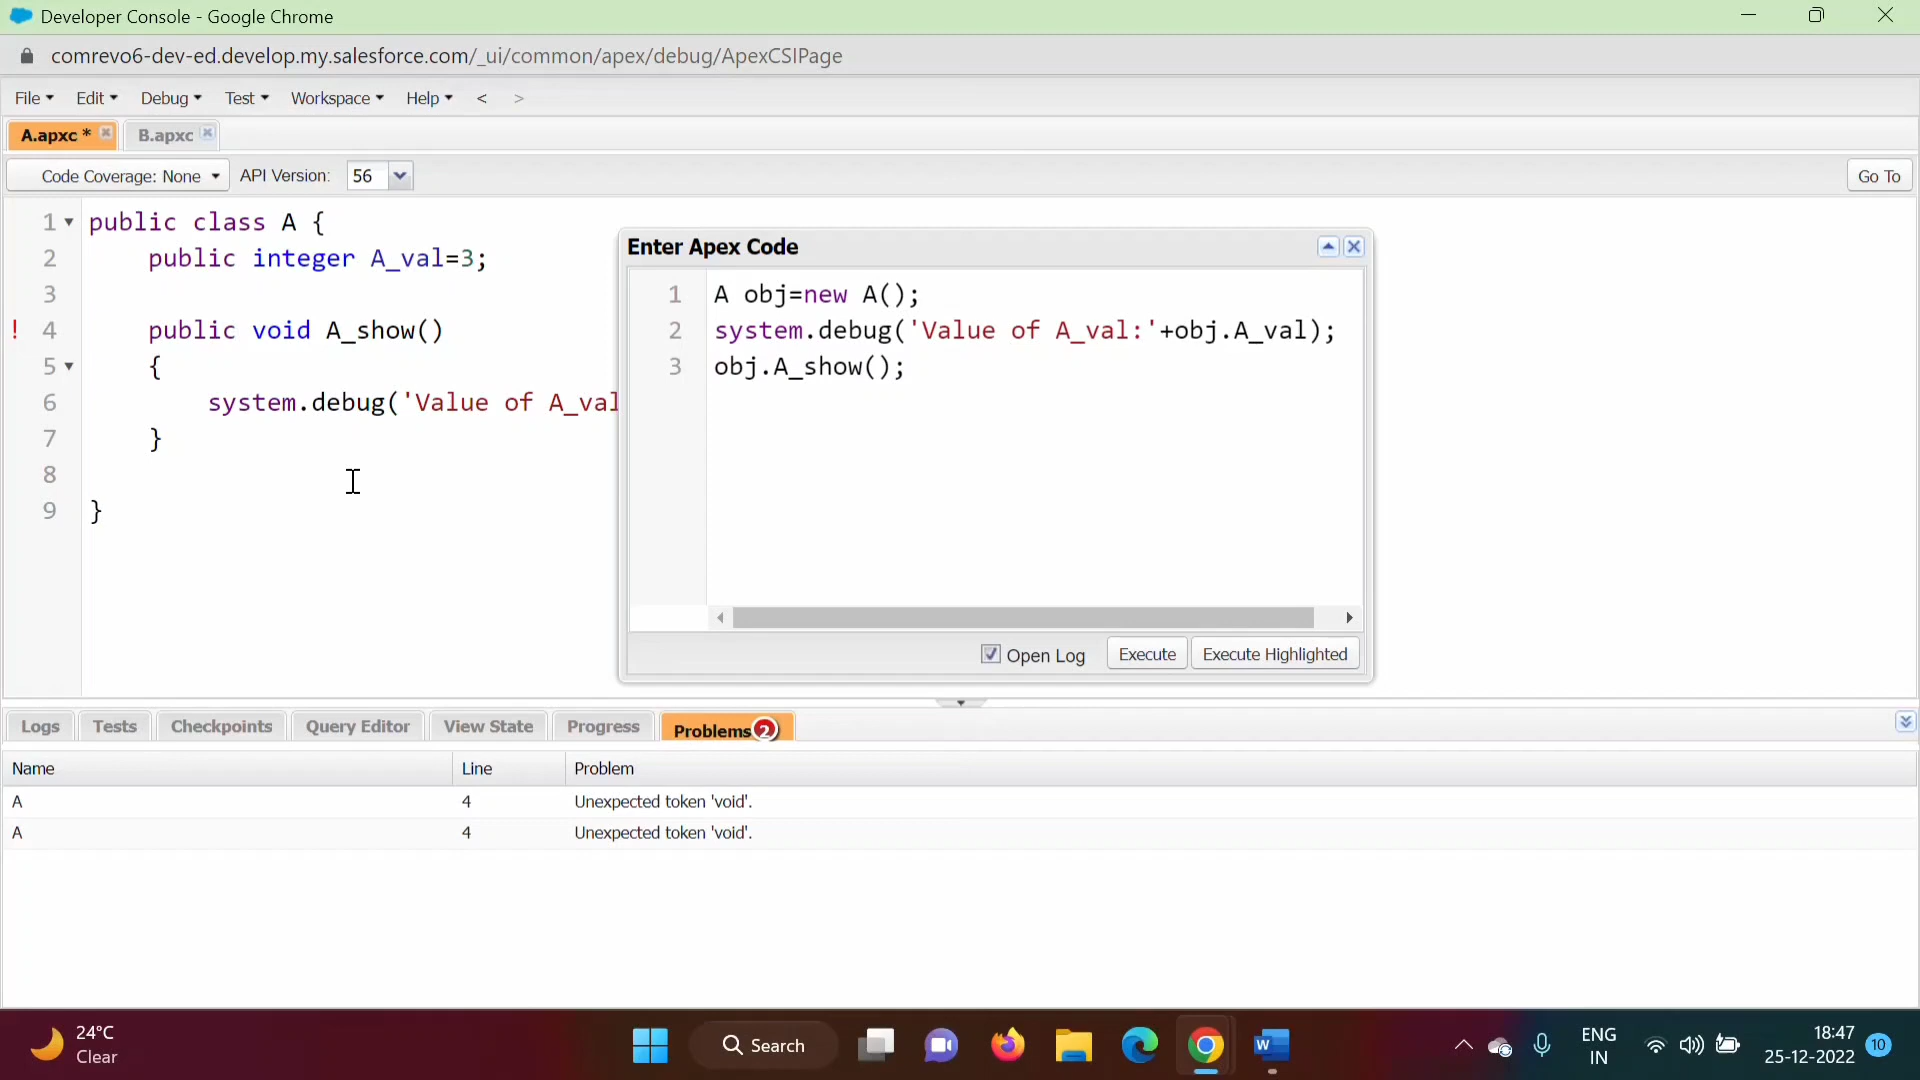 Developer Console - Google Chrome
comrevo6-dev-ed.develop.my.salesforce.com/_ui/common/apex/debug/ApexCSIPage
File Edit Debug Test Workspace Help < >
A.apxc * B.apxc
Code Coverage: None API Version: 56 Go To
1 public class A {
2 public integer A_val=3;
3
! 4 public void A_show()
5 {
6 system.debug('Value of A_val
7 }
8
9 }
Enter Apex Code
1 A obj=new A();
2 system.debug('Value of A_val:'+obj.A_val);
3 obj.A_show();
Open Log Execute Execute Highlighted
Logs Tests Checkpoints Query Editor View State Progress Problems 2
Name Line Problem
A 4 Unexpected token 'void'.
A 4 Unexpected token 'void'.
24°C
Clear
Search
W
ENG
IN
18:47
25-12-2022
10